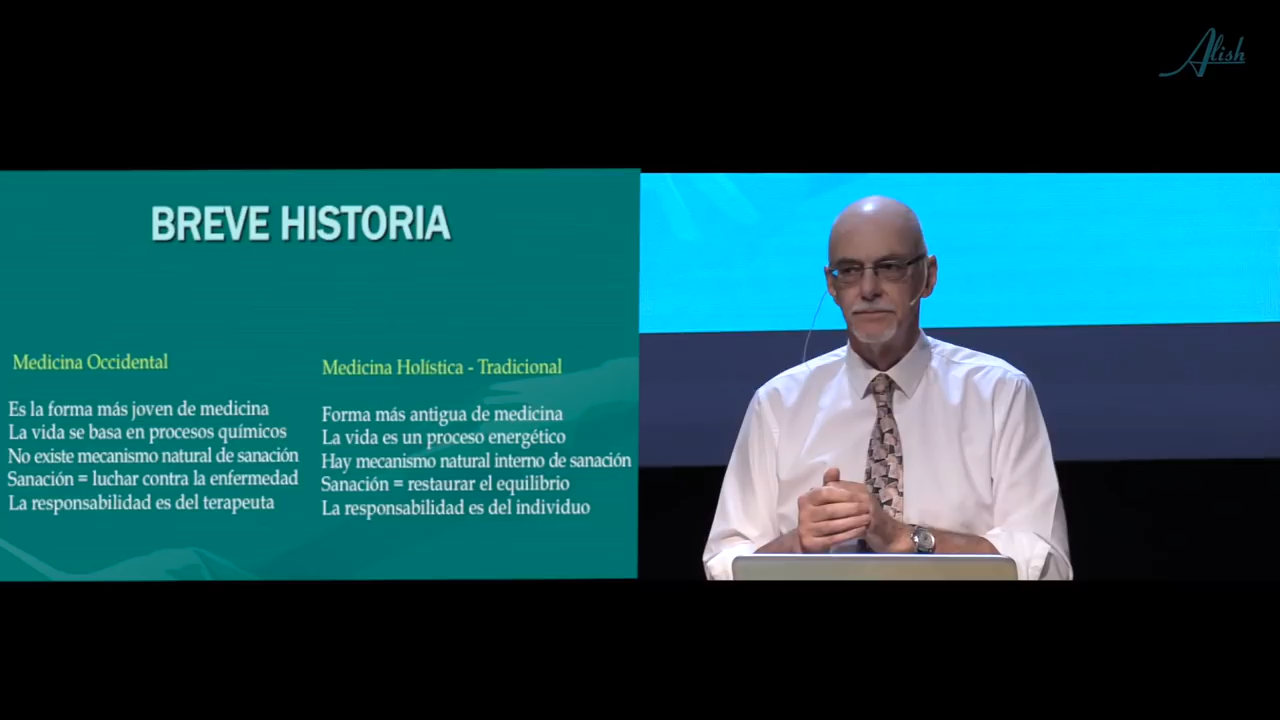 Alish
BREVE HISTORIA
Medicina Occidental
Es la forma más joven de medicina
La vida se basa en procesos químicos
No existe mecanismo natural de sanación
Sanación = luchar contra la enfermedad
La responsabilidad es del terapeuta
Medicina Holística - Tradicional
Forma más antigua de medicina
La vida es un proceso energético
Hay mecanismo natural interno de sanación
Sanación = restaurar el equilibrio
La responsabilidad es del individuo